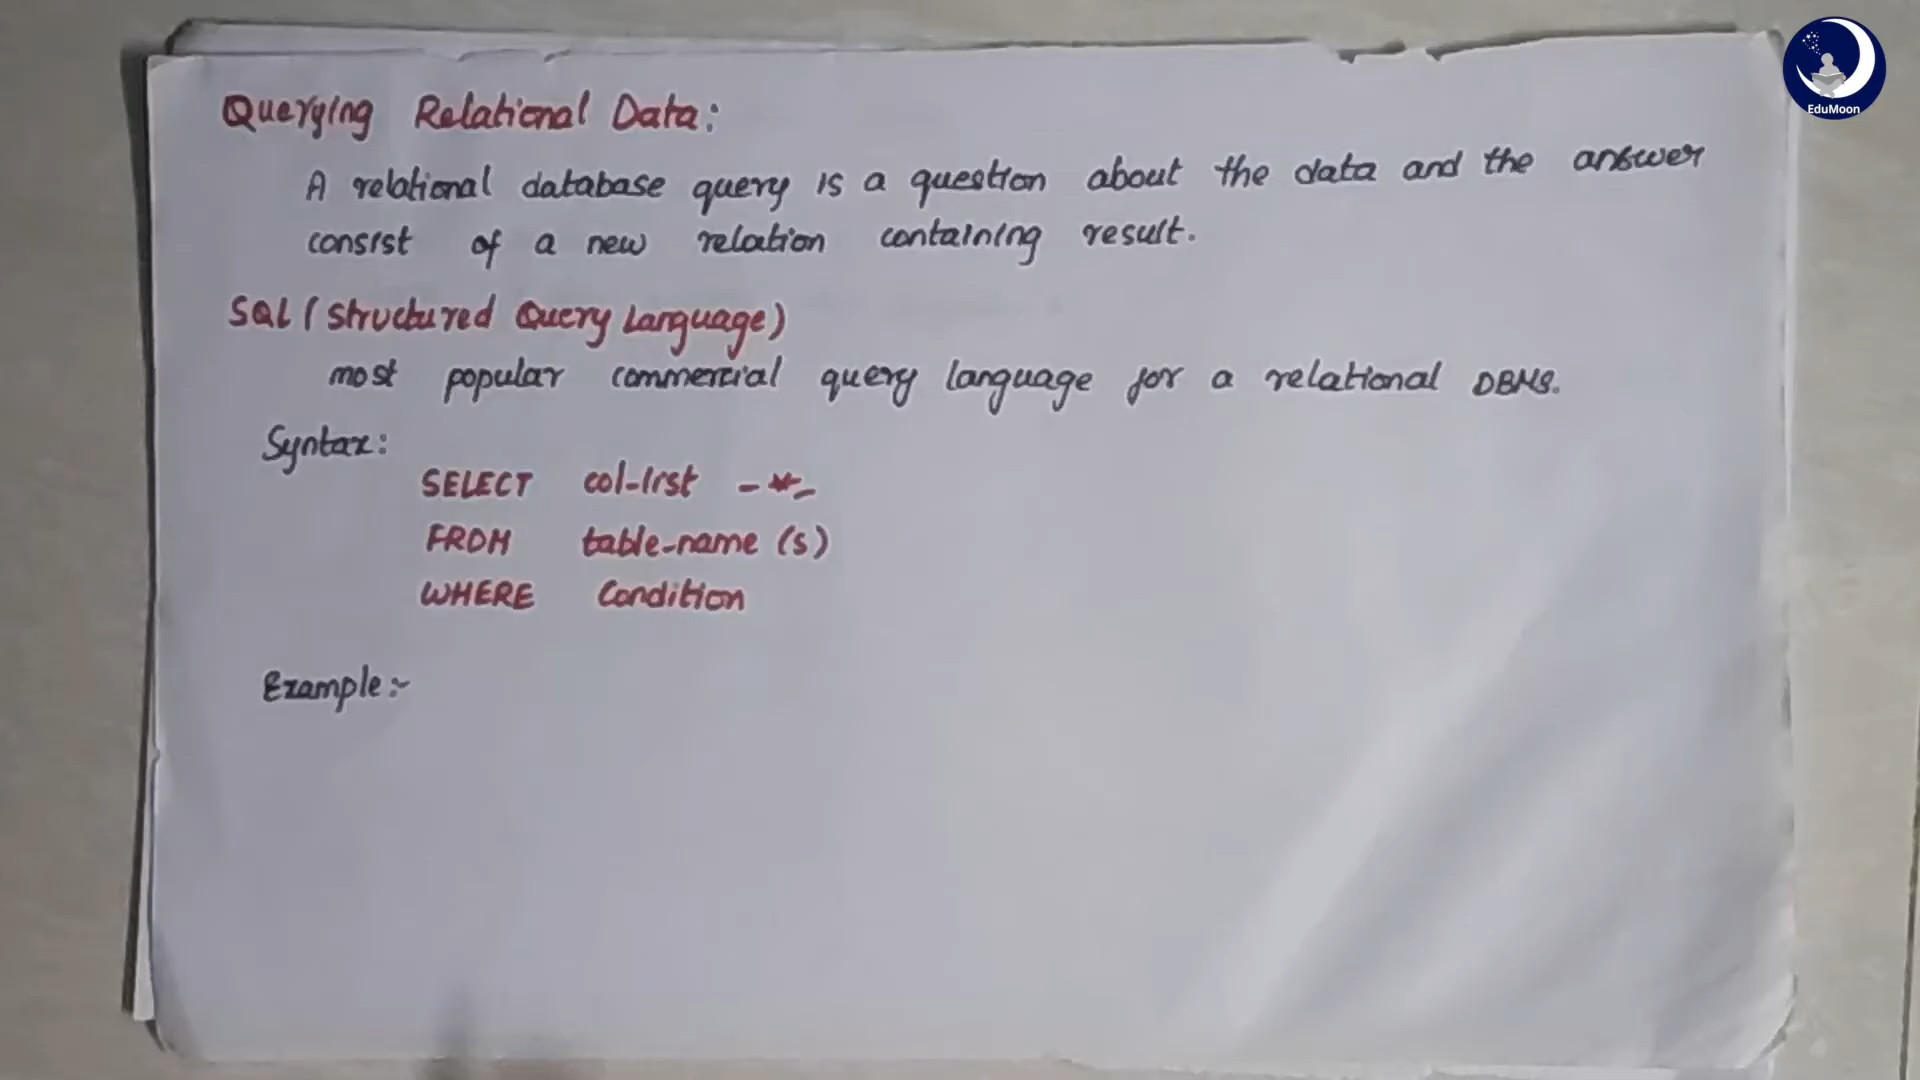 EduMoon
Querying Relational Data:
A relational database query is a question about the data and the answer
consist of a new relation containing result.
SQL (Structured Query Language)
most popular commercial query language for a relational DBMS.
Syntax:
SELECT col-list - * -
FROM table-name (s)
WHERE Condition
Example :-